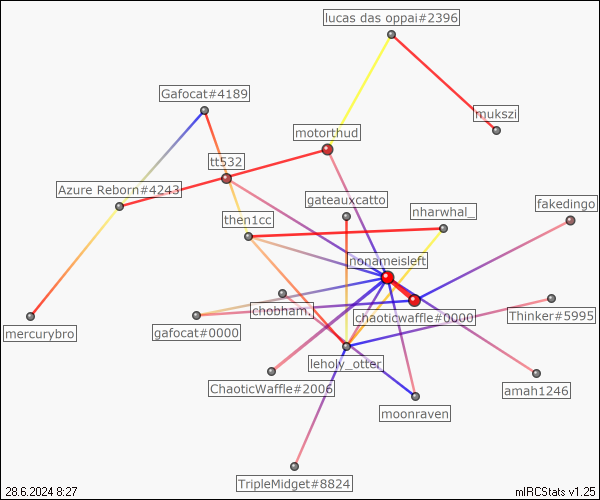 lucas das oppai#2396
Gafocat#4189
mukszi
motorthud
tt532
Azure Reborn#4243
gateauxcatto
fakedingo
nharwhal_
then1cc
nonameisleft
chobham.
chaoticwaffle#0000
Thinker#5995
gafocat#0000
mercurybro
leholy_otter
ChaoticWaffle#2006
amah1246
moonraven
TripleMidget#8824
28.6.2024 8:27
mIRCStats v1.25